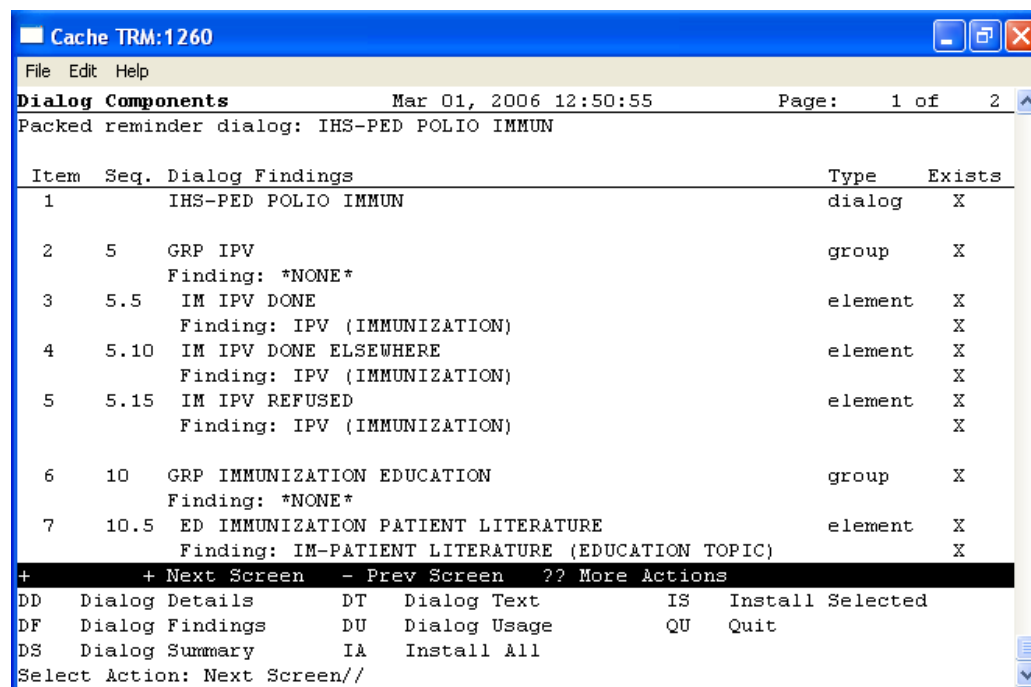 Cache TRM:1260
File Edit Help
Dialog Components Mar 01, 2006 12:50:55 Page: 1 of 2
Packed reminder dialog: IHS-PED POLIO IMMUN
Item Seq. Dialog Findings Type Exists
1 IHS-PED POLIO IMMUN dialog X
2 5 GRP IPV group X
Finding: *NONE*
3 5.5 IM IPV DONE element X
Finding: IPV (IMMUNIZATION) X
4 5.10 IM IPV DONE ELSEWHERE element X
Finding: IPV (IMMUNIZATION) X
5 5.15 IM IPV REFUSED element X
Finding: IPV (IMMUNIZATION) X
6 10 GRP IMMUNIZATION EDUCATION group X
Finding: *NONE*
7 10.5 ED IMMUNIZATION PATIENT LITERATURE element X
Finding: IM-PATIENT LITERATURE (EDUCATION TOPIC) X
+ + Next Screen - Prev Screen ?? More Actions
DD Dialog Details DT Dialog Text IS Install Selected
DF Dialog Findings DU Dialog Usage QU Quit
DS Dialog Summary IA Install All
Select Action: Next Screen//